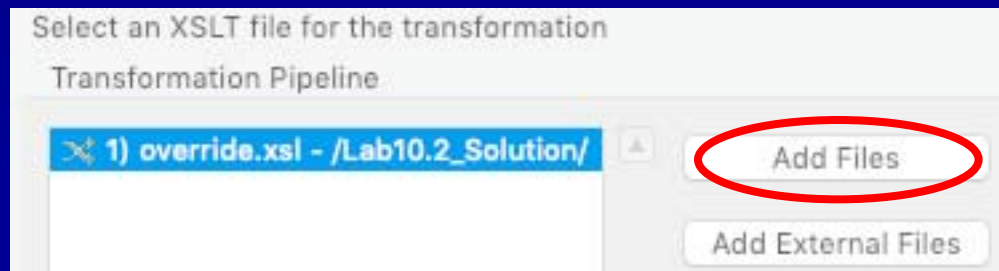 Select an XSLT file for the transformation
Transformation Pipeline
1) override.xsl - /Lab10.2_Solution/
Add Files
Add External Files